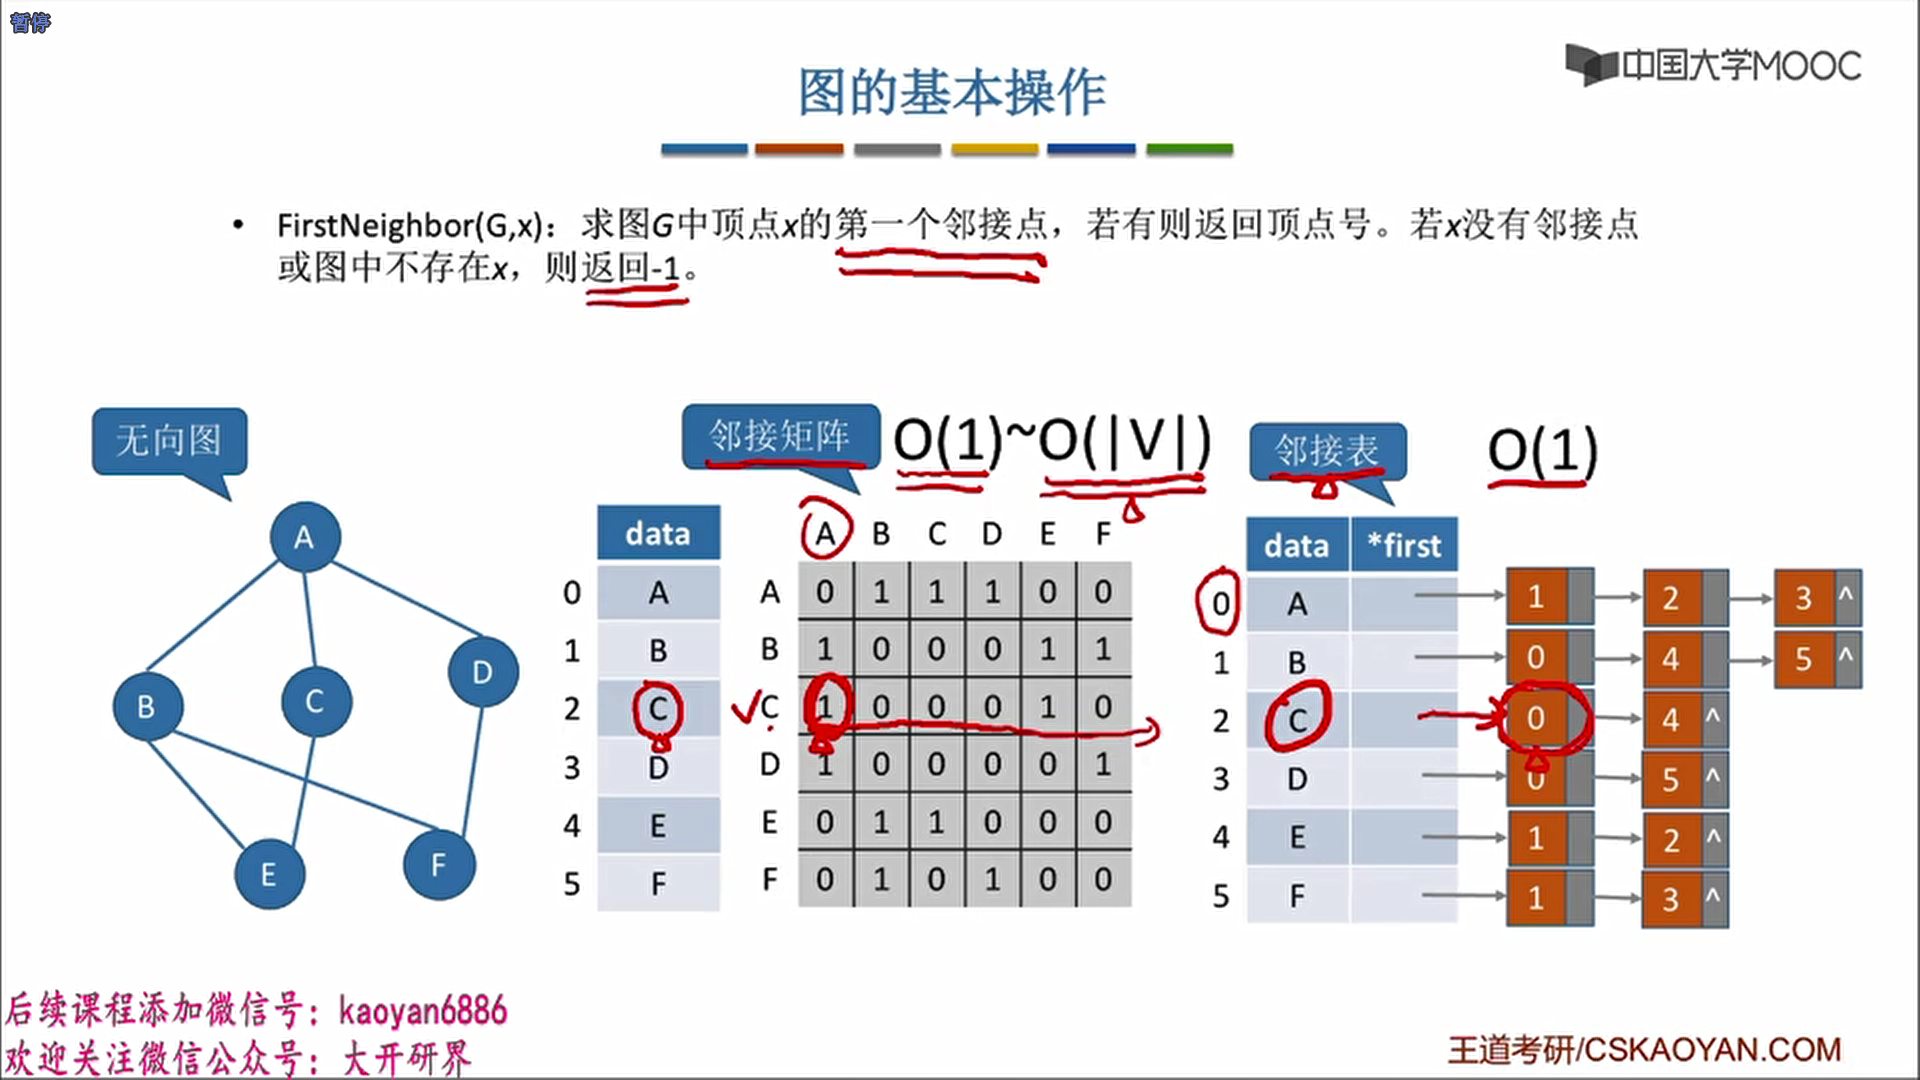 暂停
中国大学MOOC
图的基本操作
• FirstNeighbor(G,x)：求图G中顶点x的第一个邻接点，若有则返回顶点号。若x没有邻接点
或图中不存在x，则返回-1。
无向图
A
B
C
D
E
F
邻接矩阵
O(1)~O(|V|)
data
0 A
1 B
2 C
3 D
4 E
5 F
A B C D E F
A 0 1 1 1 0 0
B 1 0 0 0 1 1
C 1 0 0 0 1 0
D 1 0 0 0 0 1
E 0 1 1 0 0 0
F 0 1 0 1 0 0
邻接表
O(1)
data *first
0 A 1 2 3 ^
1 B 0 4 5 ^
2 C 0 4 ^
3 D 0 5 ^
4 E 1 2 ^
5 F 1 3 ^
后续课程添加微信号：kaoyan6886
欢迎关注微信公众号：大开研界
王道考研/CSKAOYAN.COM